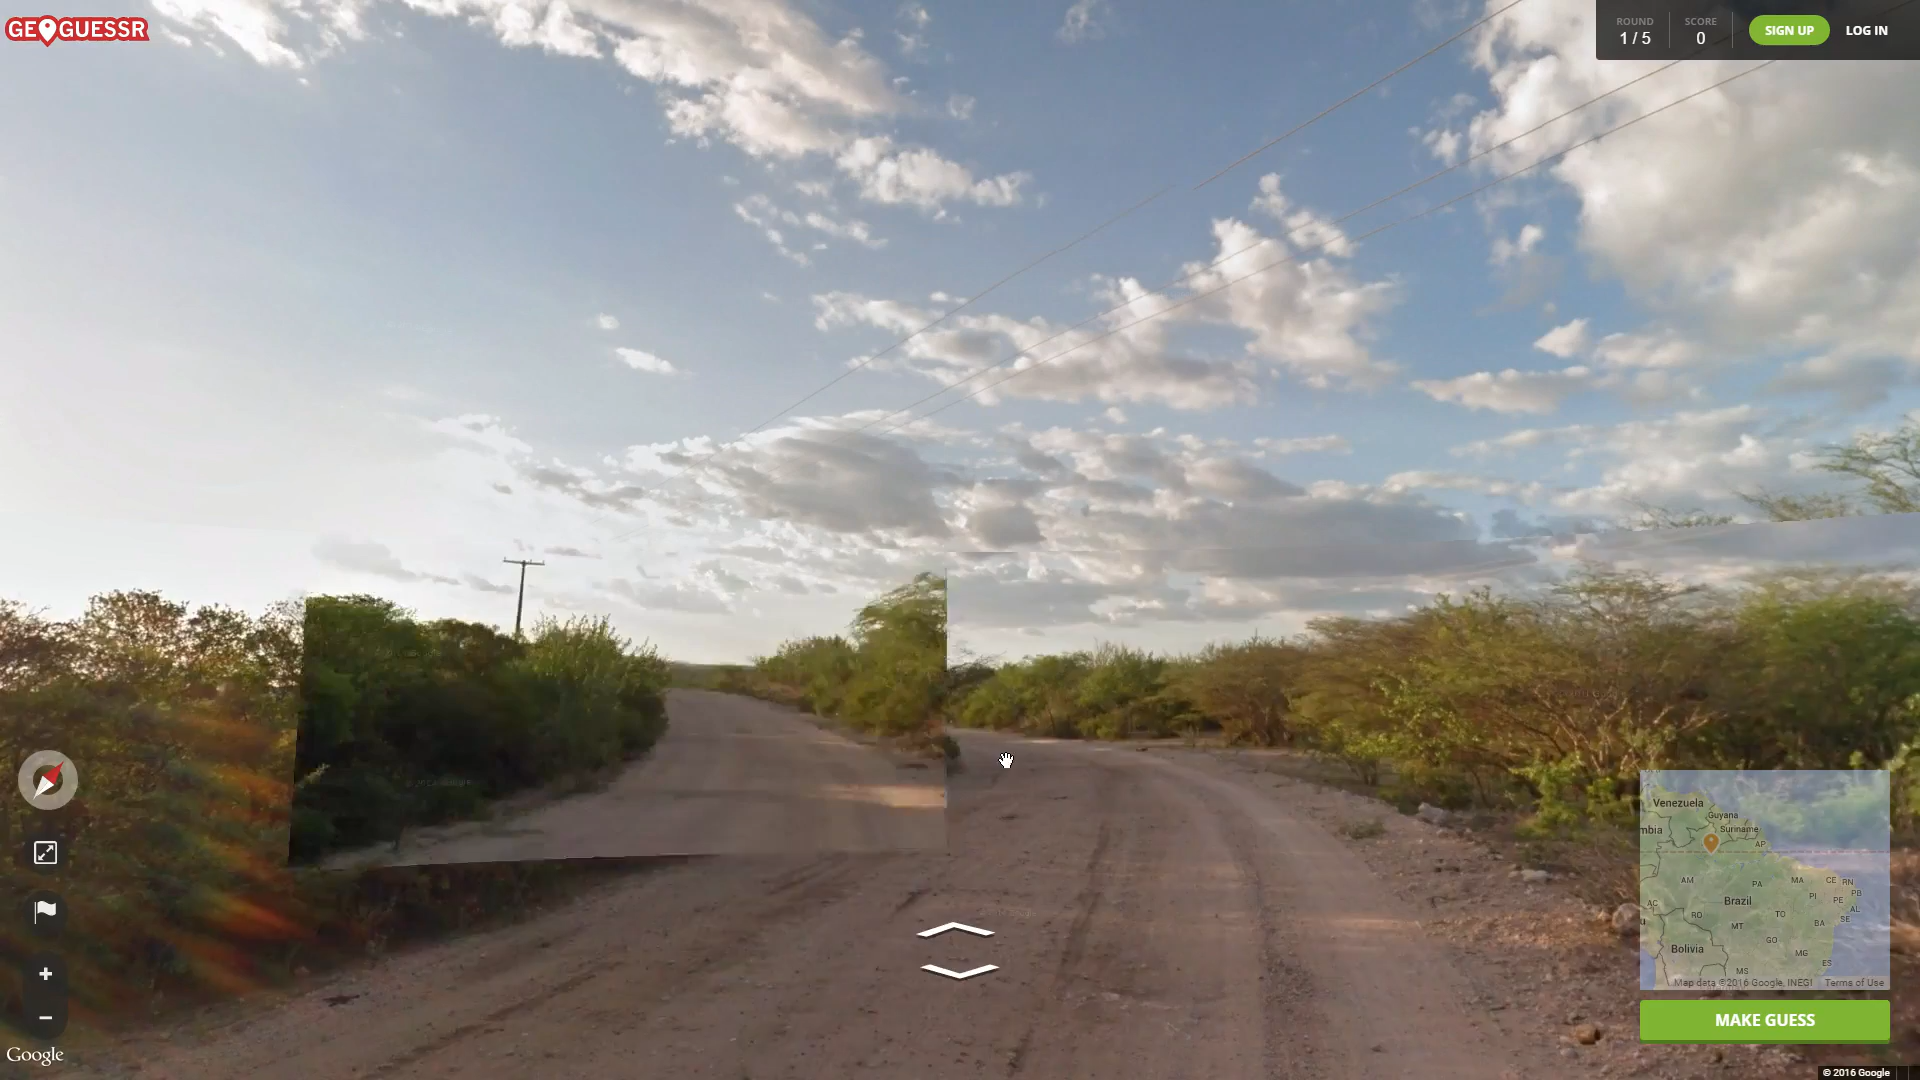 GEOGUESSR
ROUND
1 / 5
SCORE
0
SIGN UP
LOG IN
Venezuela
Guyana
mbia
Suriname
AP
AM
PA
MA
CE
RN
PB
PI
PE
AC
Brazil
AL
RO
TO
SE
MT
BA
u
GO
Bolivia
MG
MS
ES
Map data ©2016 Google, INEGI
Terms of Use
MAKE GUESS
Google
© 2016 Google